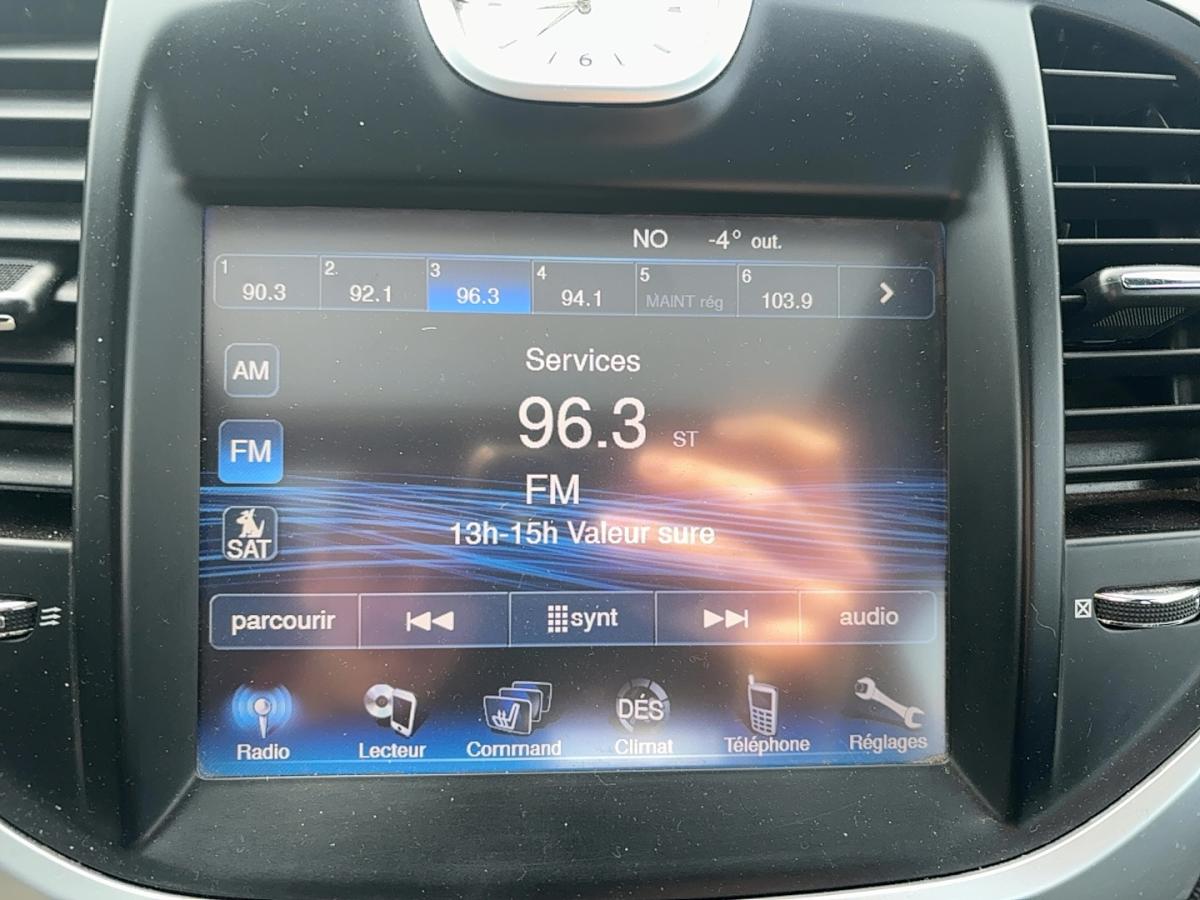 6
NO -4° out.
1 90.3 2 92.1 3 96.3 4 94.1 5 MAINT rég 6 103.9
Services
AM
96.3 ST
FM
FM
13h-15h Valeur sure
SAT
parcourir synt audio
DÉS
Radio Lecteur Command Climat Téléphone Réglages